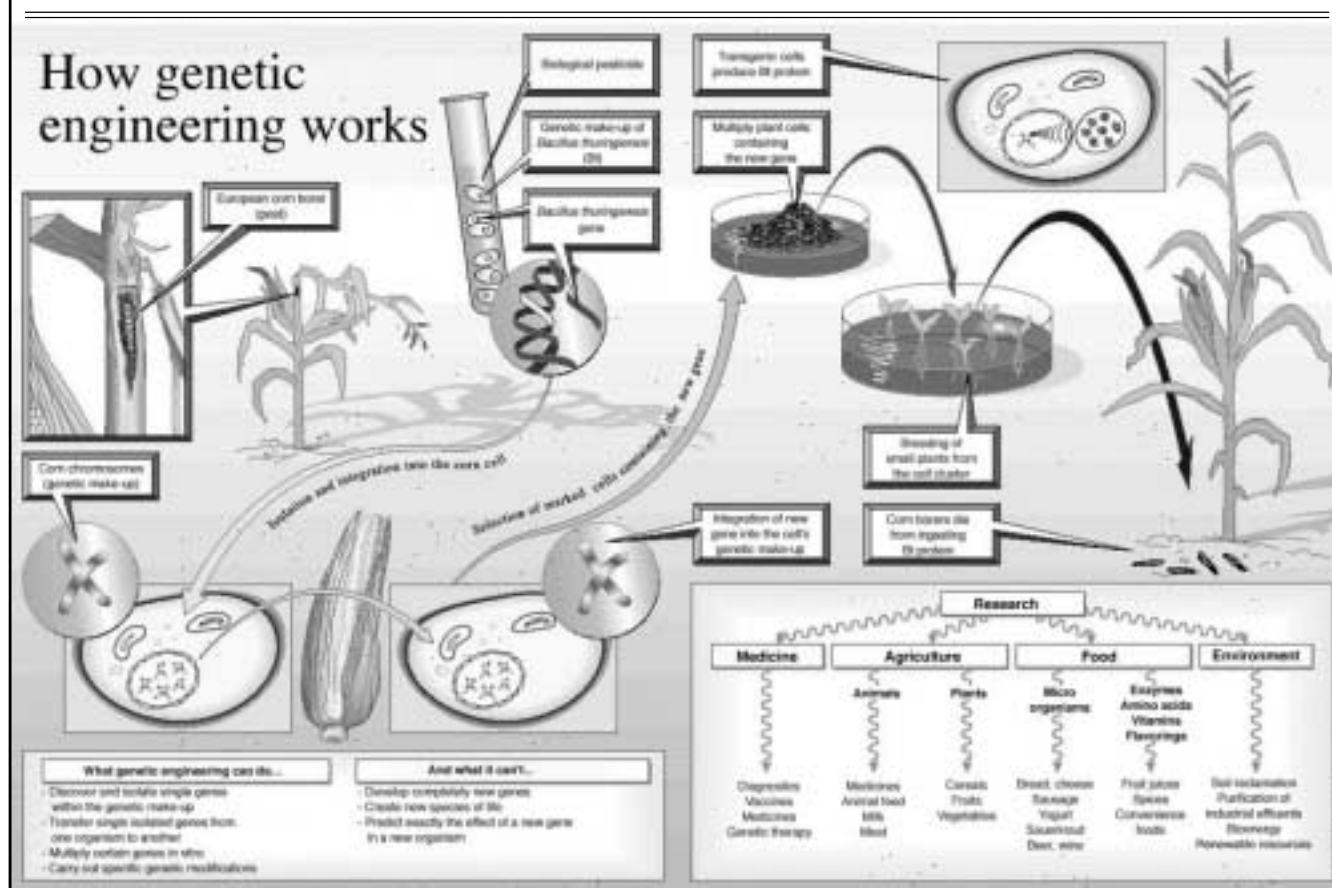 How genetic
engineering works
European corn borer
(pest)
Biological pesticide
Genetic make-up of
Bacillus thuringensis
(Bt)
Bacillus thuringensis
gene
Transgenic cells
produce Bt protein
Multiply plant cells
containing
the new gene
Breeding of
small plants from
the cell cluster
Corn borers die
from ingesting
Bt protein
Corn chromosomes
(genetic make-up)
Isolation and integration into the corn cell
Selection of marked cells containing the new gene
Integration of new
gene into the cell's
genetic make-up
What genetic engineering can do...
- Discover and isolate single genes
within the genetic make-up
- Transfer single isolated genes from
one organism to another
- Multiply certain genes in vitro
- Carry out specific genetic modifications
And what it can't...
- Develop completely new genes
- Create new species of life
- Predict exactly the effect of a new gene
in a new organism
Research
Medicine
Diagnostics
Vaccines
Medicines
Genetic therapy
Agriculture
Animals
Medicines
Animal food
Milk
Meat
Plants
Cereals
Fruits
Vegetables
Food
Micro
organisms
Bread, cheese
Sausage
Yogurt
Sauerkraut
Beer, wine
Enzymes
Amino acids
Vitamins
Flavorings
Fruit juices
Spices
Convenience
foods
Environment
Soil reclamation
Purification of
industrial effluents
Bioenergy
Renewable resources